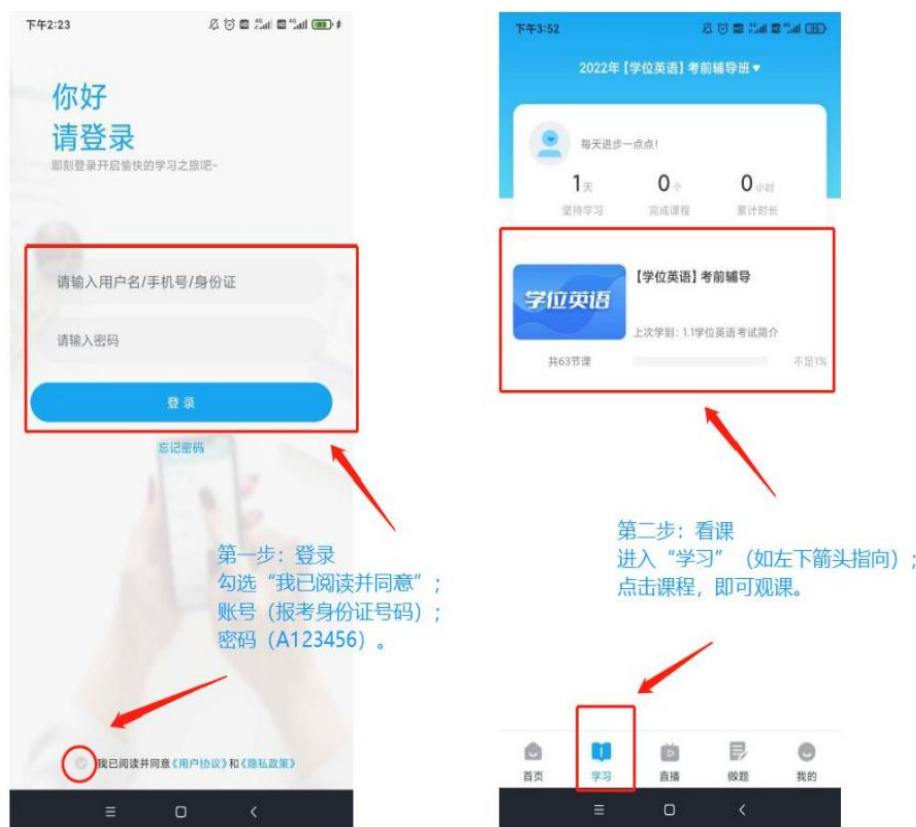 下午2:23
你好
请登录
即刻登录开启愉快的学习之旅吧~
请输入用户名/手机号/身份证
请输入密码
登 录
忘记密码
第一步：登录
勾选“我已阅读并同意”；
账号（报考身份证号码）；
密码（A123456）。
我已阅读并同意《用户协议》和《隐私政策》
下午3:52
2022年【学位英语】考前辅导班
每天进步一点点！
1天
0个
0小时
坚持学习
完成课程
累计时长
学位英语
【学位英语】考前辅导
上次学到：1.1学位英语考试简介
共63节课
不足1%
第二步：看课
进入“学习”（如左下箭头指向）；
点击课程，即可观课。
首页
学习
直播
做题
我的